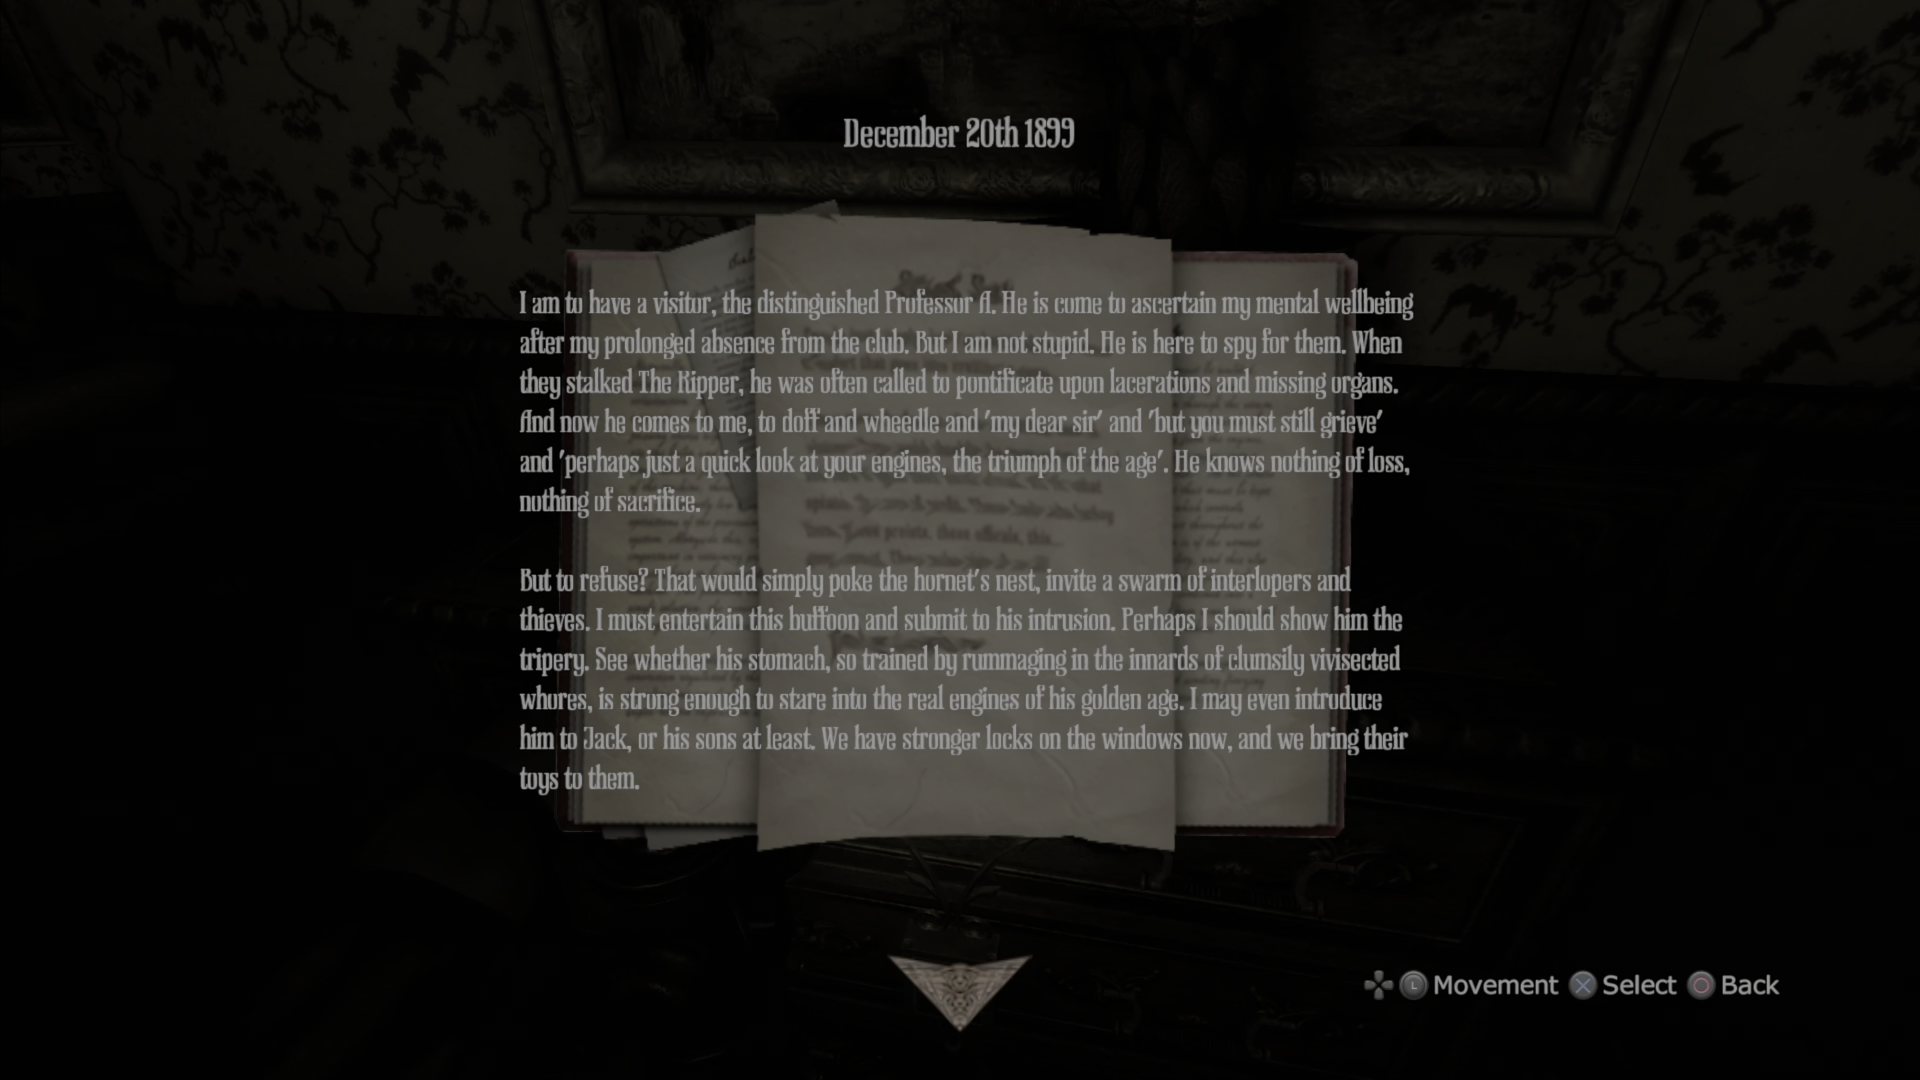 December 20th 1899
I am to have a visitor, the distinguished Professor A. He is come to ascertain my mental wellbeing
after my prolonged absence from the club. But I am not stupid. He is here to spy for them. When
they stalked The Ripper, he was often called to pontificate upon lacerations and missing organs.
And now he comes to me, to doff and wheedle and 'my dear sir' and 'but you must still grieve'
and 'perhaps just a quick look at your engines, the triumph of the age'. He knows nothing of loss,
nothing of sacrifice.
But to refuse? That would simply poke the hornet's nest, invite a swarm of interlopers and
thieves. I must entertain this buffoon and submit to his intrusion. Perhaps I should show him the
tripery. See whether his stomach, so trained by rummaging in the innards of clumsily vivisected
whores, is strong enough to stare into the real engines of his golden age. I may even introduce
him to Jack, or his sons at least. We have stronger locks on the windows now, and we bring their
toys to them.
L Movement Select Back